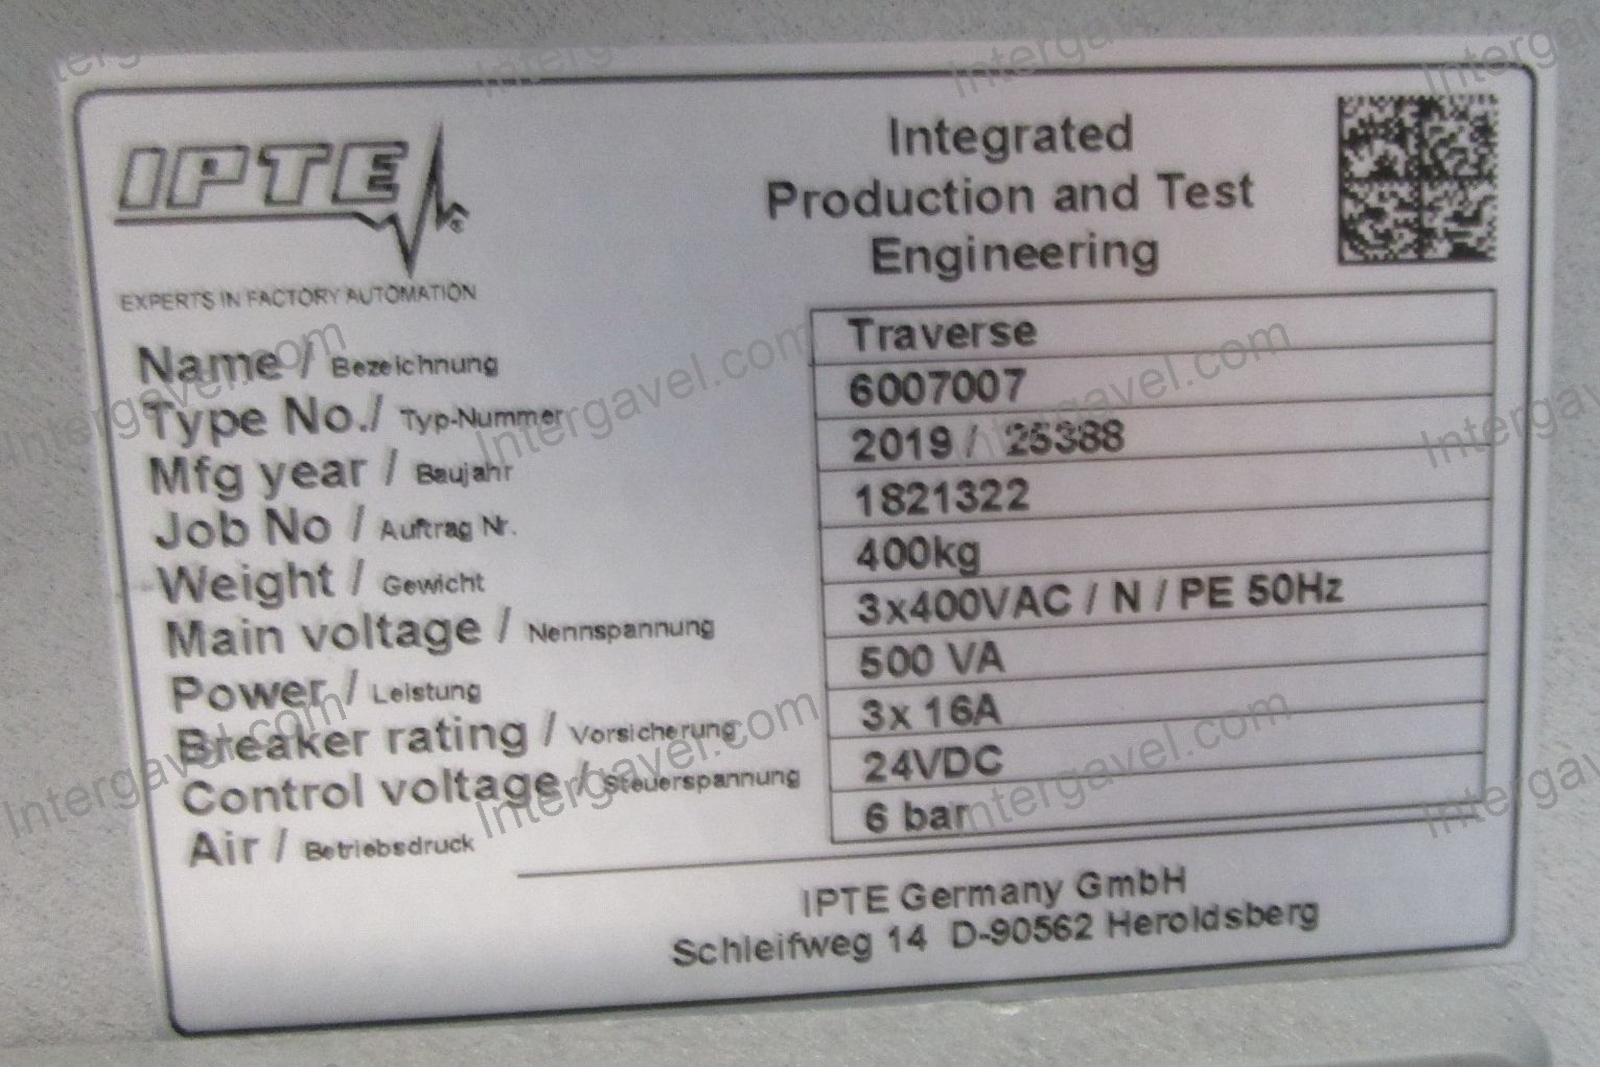 IPTE®
EXPERTS IN FACTORY AUTOMATION
Integrated
Production and Test
Engineering
Name / Bezeichnung Traverse
Type No./ Typ-Nummer 6007007
Mfg year / Baujahr 2019 / 25388
Job No / Auftrag Nr. 1821322
Weight / Gewicht 400kg
Main voltage / Nennspannung 3x400VAC / N / PE 50Hz
Power / Leistung 500 VA
Breaker rating / Vorsicherung 3x 16A
Control voltage / Steuerspannung 24VDC
Air / Betriebsdruck 6 bar
IPTE Germany GmbH
Schleifweg 14 D-90562 Heroldsberg
Intergavel.com